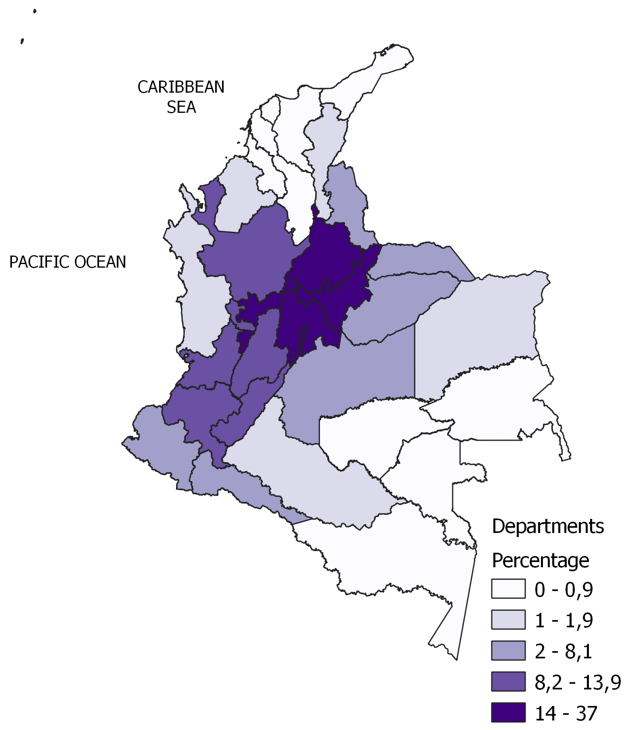 CARIBBEAN
SEA
PACIFIC OCEAN
Departments
Percentage
0 - 0,9
1 - 1,9
2 - 8,1
8,2 - 13,9
14 - 37